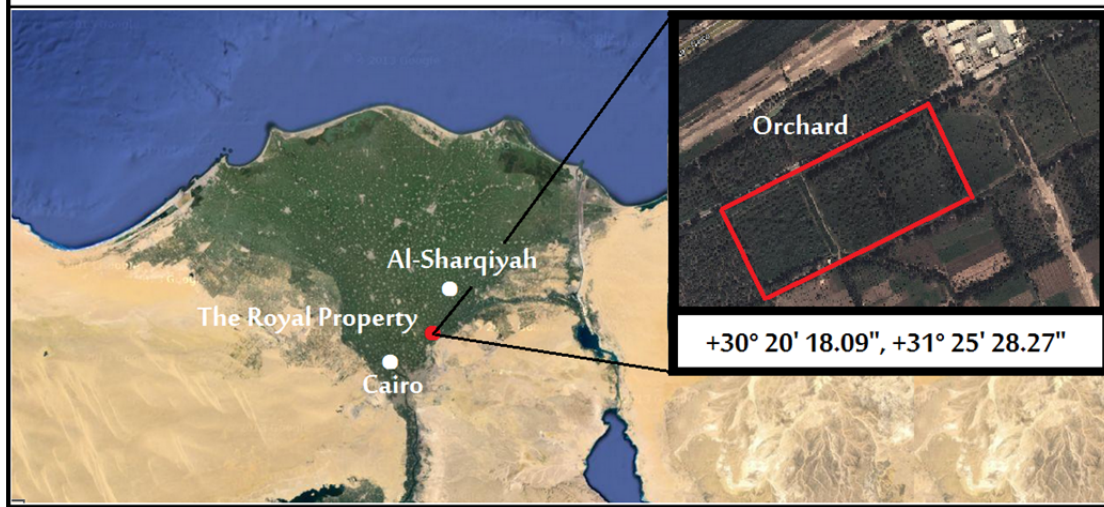 Orchard
Al-Sharqiyah
The Royal Property
Cairo
+30° 20' 18.09", +31° 25' 28.27"